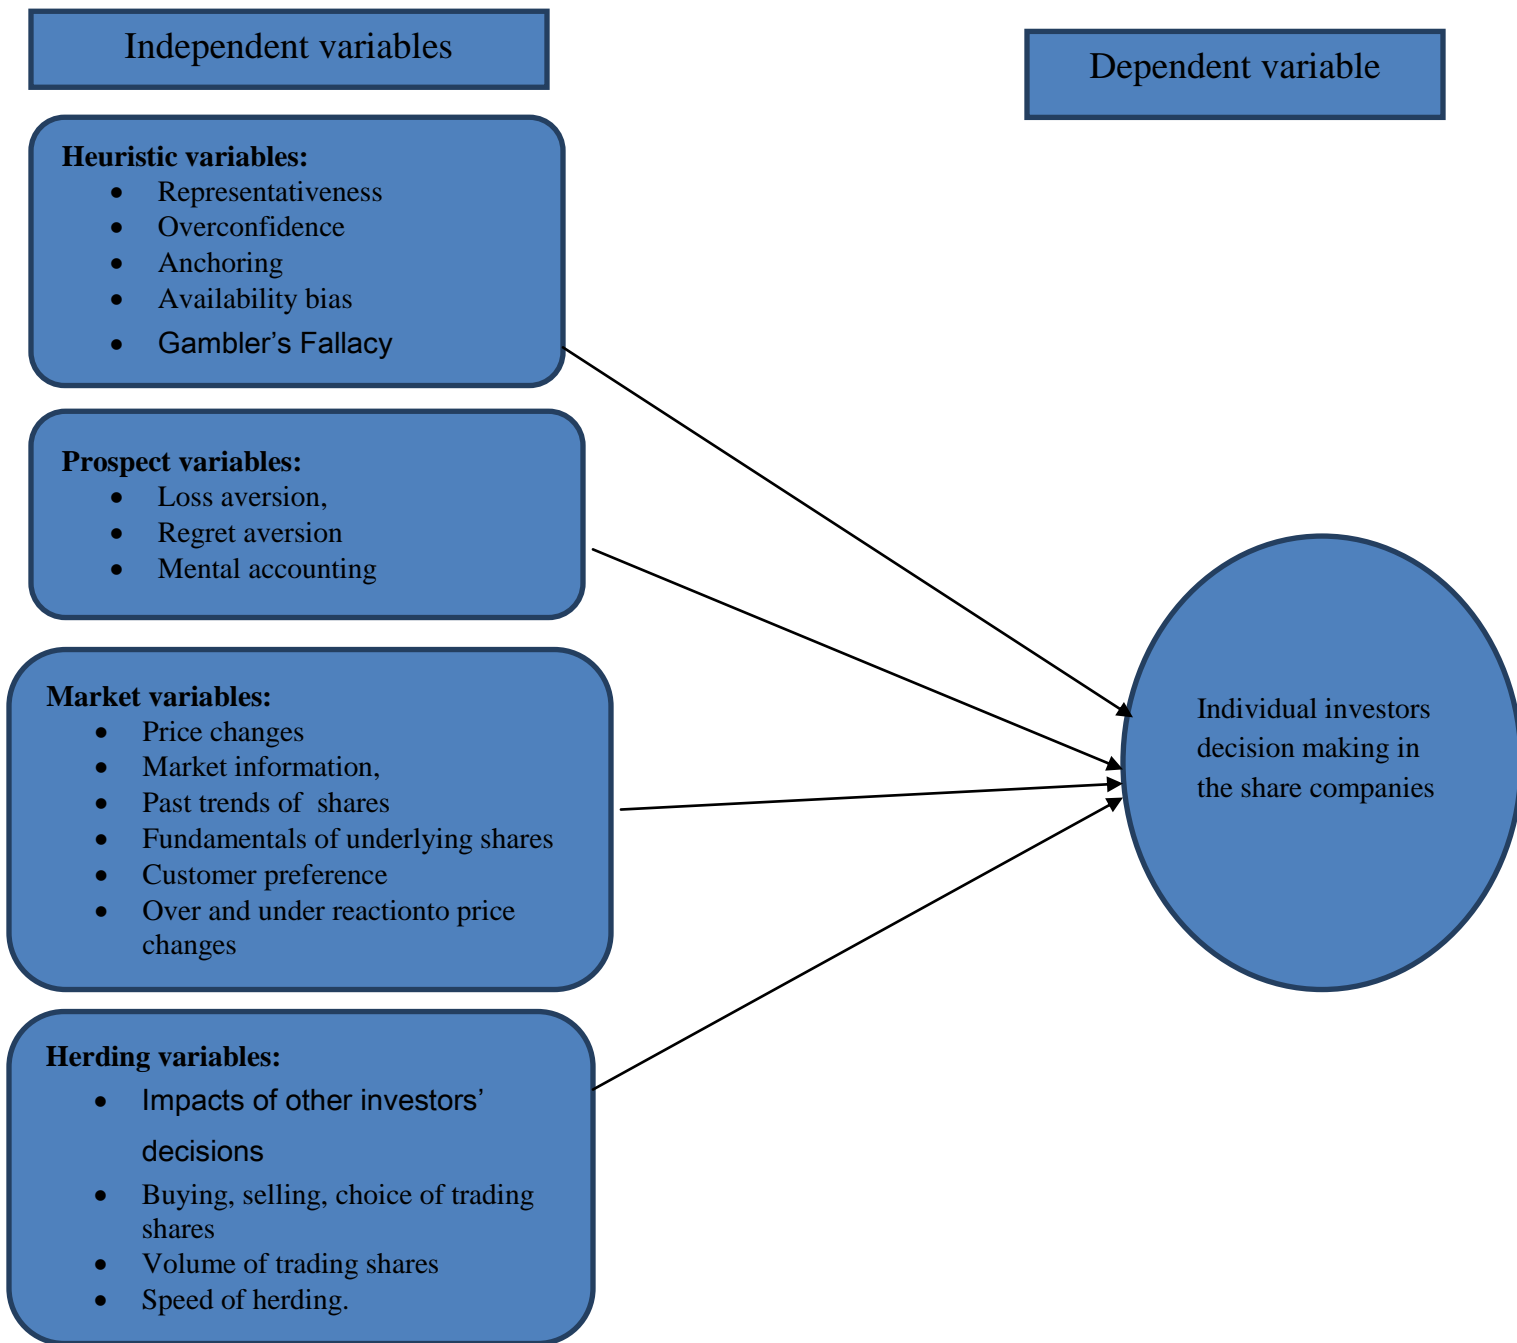 Independent variables
Dependent variable
Heuristic variables:
• Representativeness
• Overconfidence
• Anchoring
• Availability bias
• Gambler’s Fallacy
Prospect variables:
• Loss aversion,
• Regret aversion
• Mental accounting
Market variables:
• Price changes
• Market information,
• Past trends of shares
• Fundamentals of underlying shares
• Customer preference
• Over and under reactionto price
changes
Individual investors
decision making in
the share companies
Herding variables:
• Impacts of other investors’
decisions
• Buying, selling, choice of trading
shares
• Volume of trading shares
• Speed of herding.